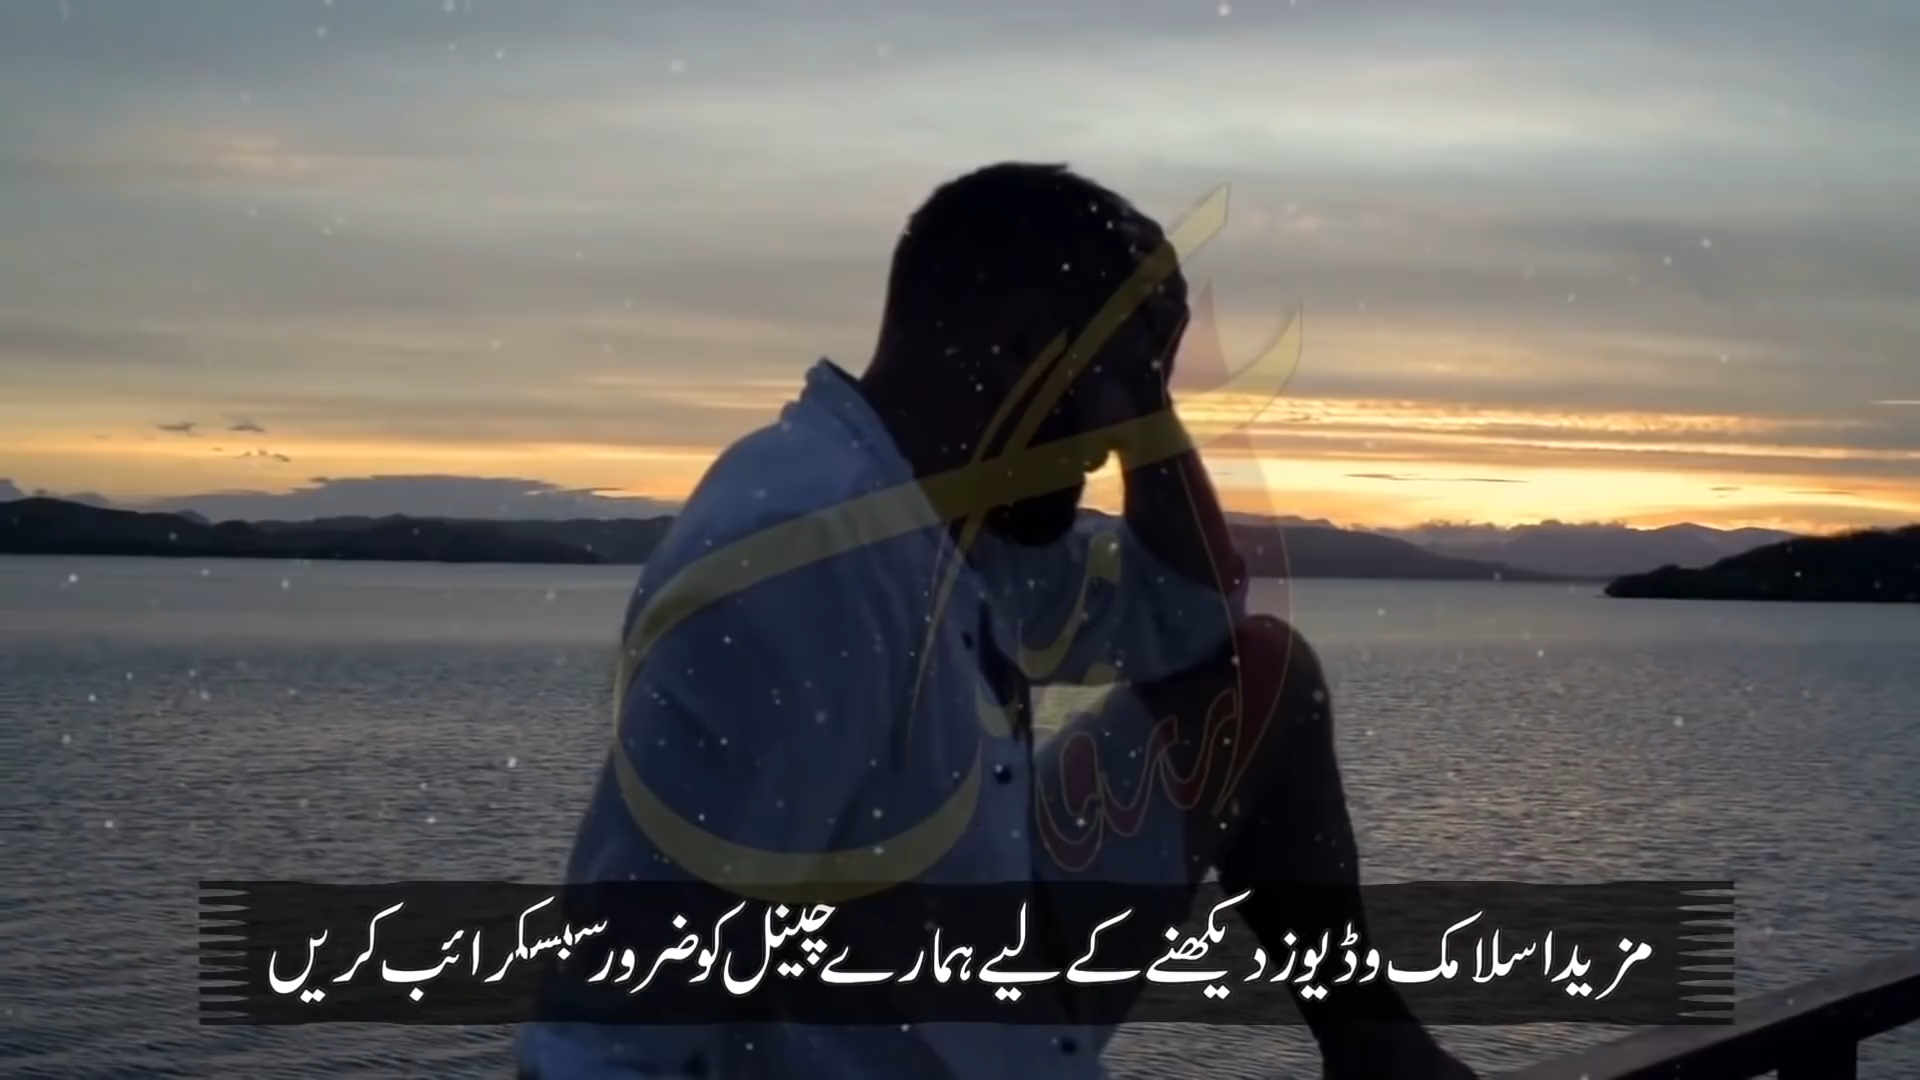 مزید اسلامک وڈیوز دیکھنے کے لیے ہمارے چینل کو ضرور سبسکرائب کریں